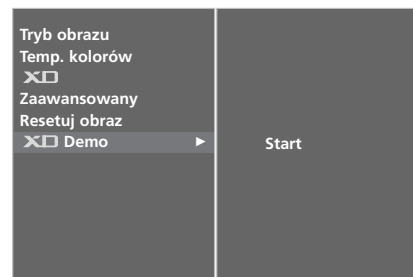 Tryb obrazu
Temp. kolorów
XD
Zaawansowany
Resetuj obraz
XD Demo ► Start